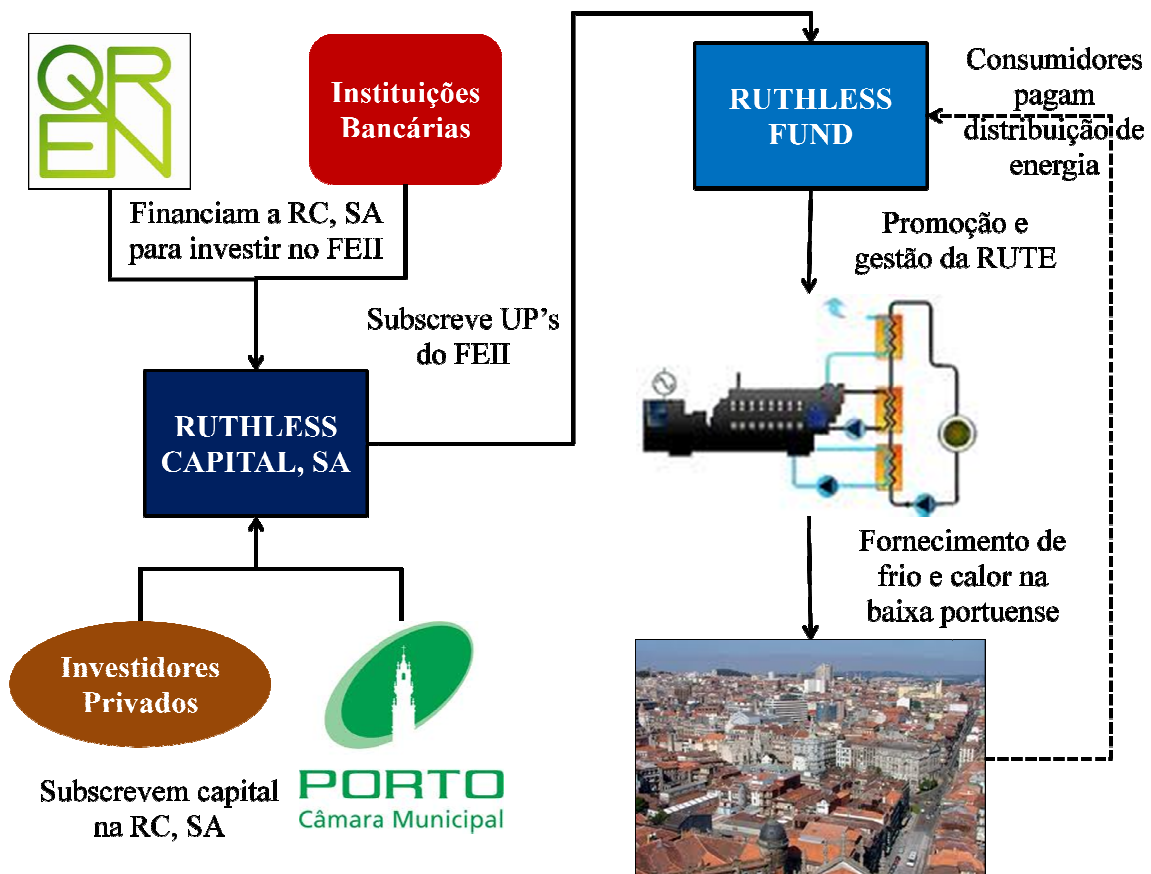 QR
EN
Instituições
Bancárias
Financiam a RC, SA
para investir no FEII
Subscreve UP’s
do FEII
RUTHLESS
CAPITAL, SA
Investidores
Privados
Subscrevem capital
na RC, SA
PORTO
Câmara Municipal
RUTHLESS
FUND
Consumidores
pagam
distribuição de
energia
Promoção e
gestão da RUTE
Fornecimento de
frio e calor na
baixa portuense